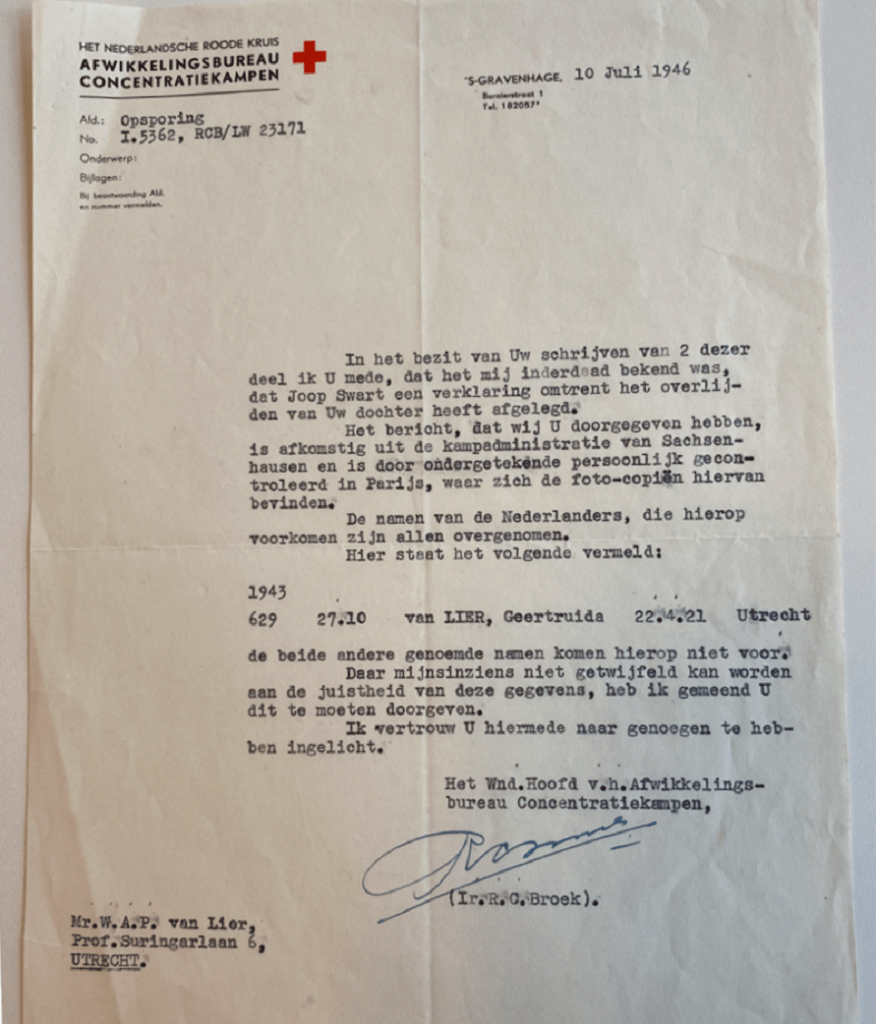 HET NEDERLANDSCHE ROODE KRUIS
AFWIKKELINGSBUREAU
CONCENTRATIEKAMPEN
'S-GRAVENHAGE, 10 Juli 1946
Tel. 182057
Afd.: Opsporing
No. I.5362, RCB/LW 23171
Onderwerp:
Bijlagen:
Bij beantwoording Afd.
en nummer vermelden.
In het bezit van Uw schrijven van 2 dezer
deel ik U mede, dat het mij inderdaad bekend was,
dat Joop Swart een verklaring omtrent het overlij-
den van Uw dochter heeft afgelegd.
Het bericht, dat wij U doorgegeven hebben,
is afkomstig uit de kampadministratie van Sachsen-
hausen en is door ondergetekende persoonlijk gecon-
troleerd in Parijs, waar zich de foto-copiën hiervan
bevinden.
De namen van de Nederlanders, die hierop
voorkomen zijn allen overgenomen.
Hier staat het volgende vermeld:
1943
629 27.10 van LIER, Geertruida 22.4.21 Utrecht
de beide andere genoemde namen komen hierop niet voor.
Daar mijnsinziens niet getwijfeld kan worden
aan de juistheid van deze gegevens, heb ik gemeend U
dit te moeten doorgeven.
Ik vertrouw U hiermede naar genoegen te heb-
ben ingelicht.
Het Wnd.Hoofd v.h.Afwikkelings-
bureau Concentratiekampen,
(Ir.R.C.Broek).
Mr.W.A.P. van Lier,
Prof.Suringarlaan 6,
UTRECHT.